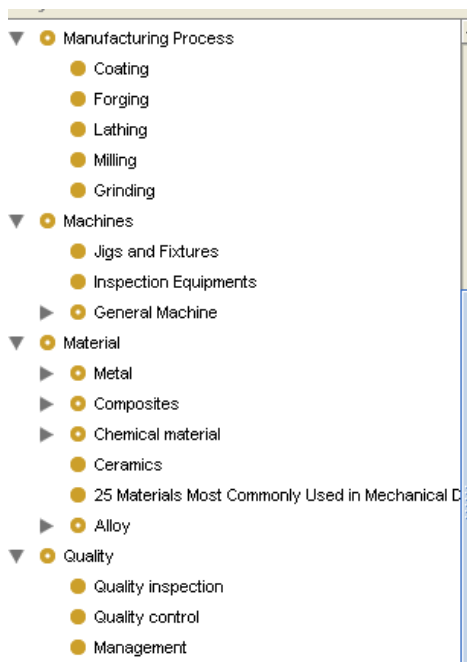 Manufacturing Process
Coating
Forging
Lathing
Milling
Grinding
Machines
Jigs and Fixtures
Inspection Equipments
General Machine
Material
Metal
Composites
Chemical material
Ceramics
25 Materials Most Commonly Used in Mechanical
Alloy
Quality
Quality inspection
Quality control
Management